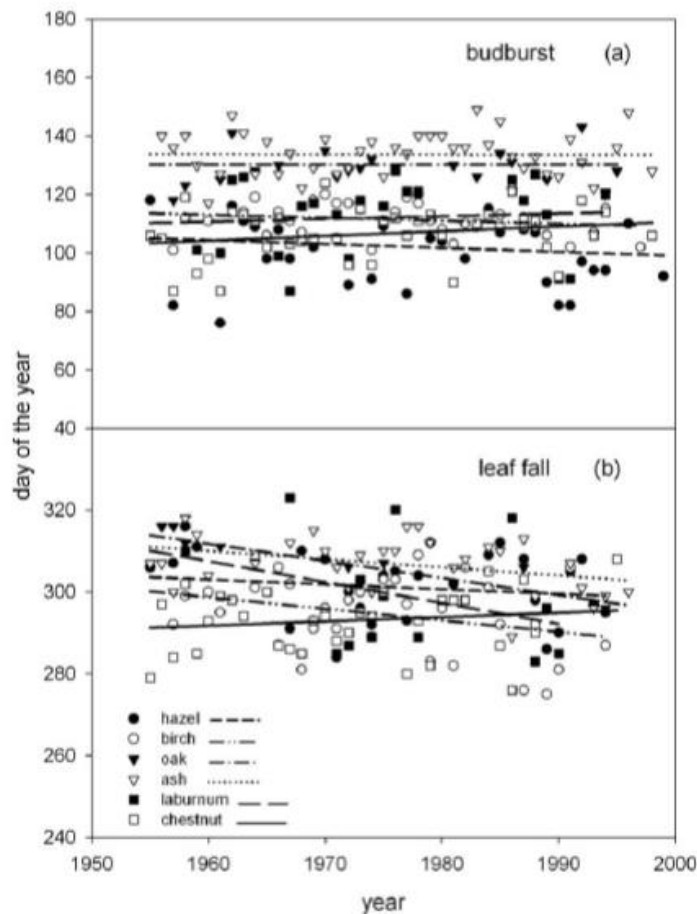 budburst (a)
180
160
140
120
100
80
60
40
day of the year
leaf fall (b)
320
300
280
260
240
hazel
birch
oak
ash
laburnum
chestnut
1950 1960 1970 1980 1990 2000
year